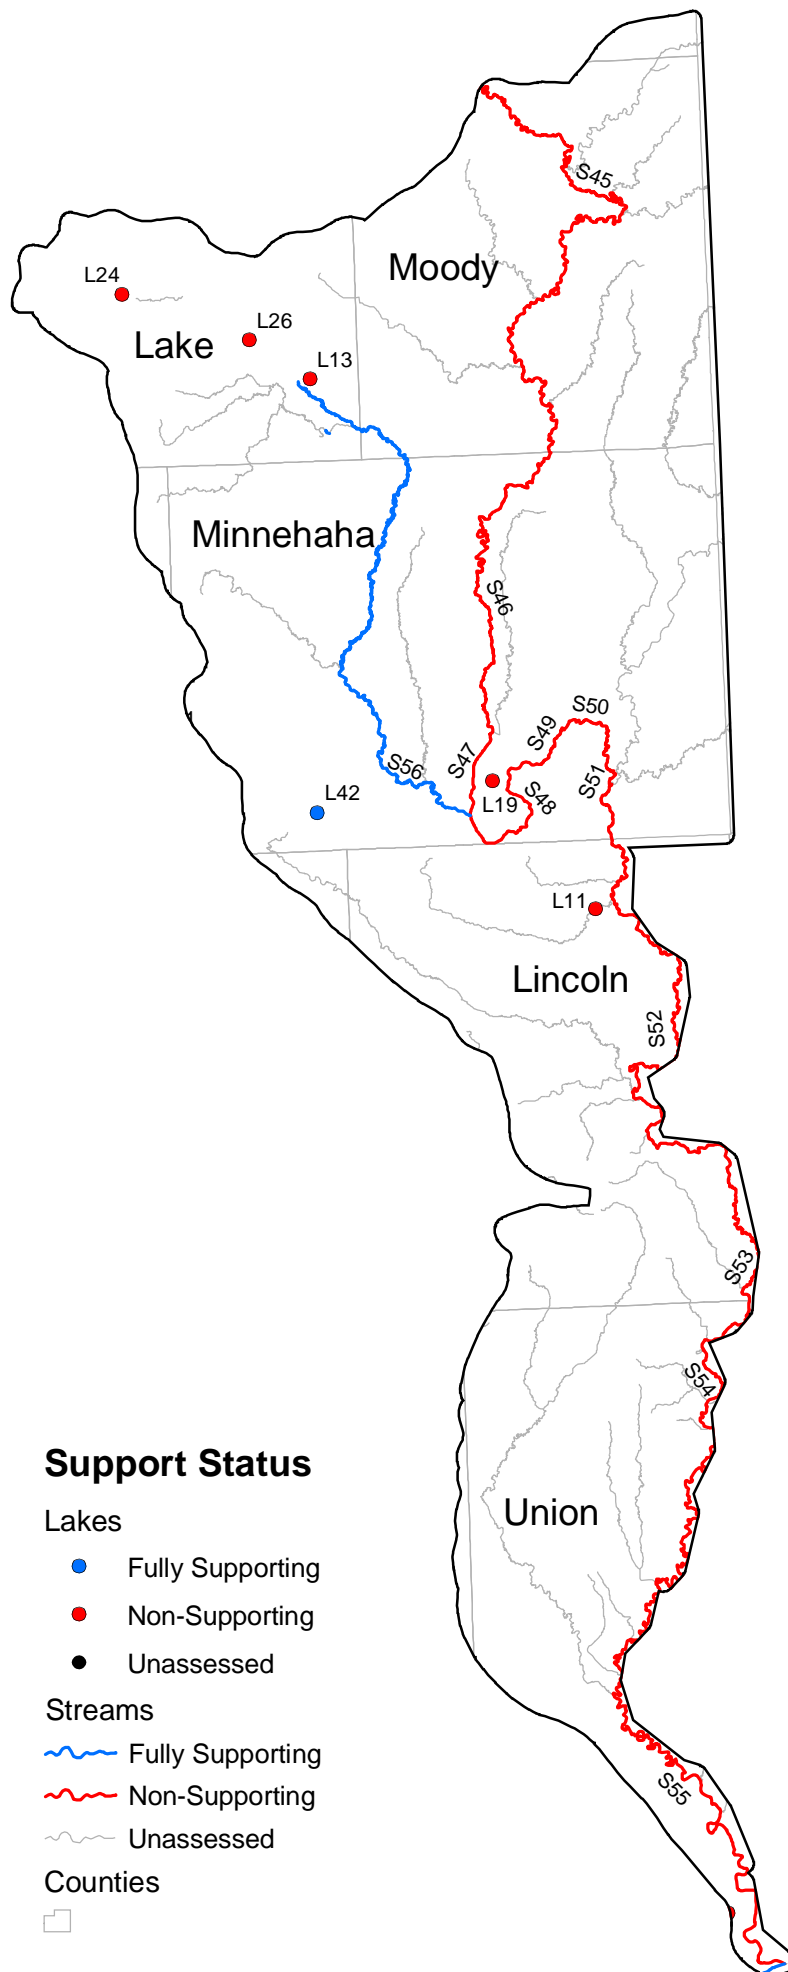 S45
Moody
L24
L26
Lake
L13
Minnehaha
S46
S50
S49
S47
S56
S51
S48
L42
L19
L11
Lincoln
S52
S53
S54
Support Status
Union
Lakes
Fully Supporting
Non-Supporting
Unassessed
Streams
Fully Supporting
Non-Supporting
S55
Unassessed
Counties